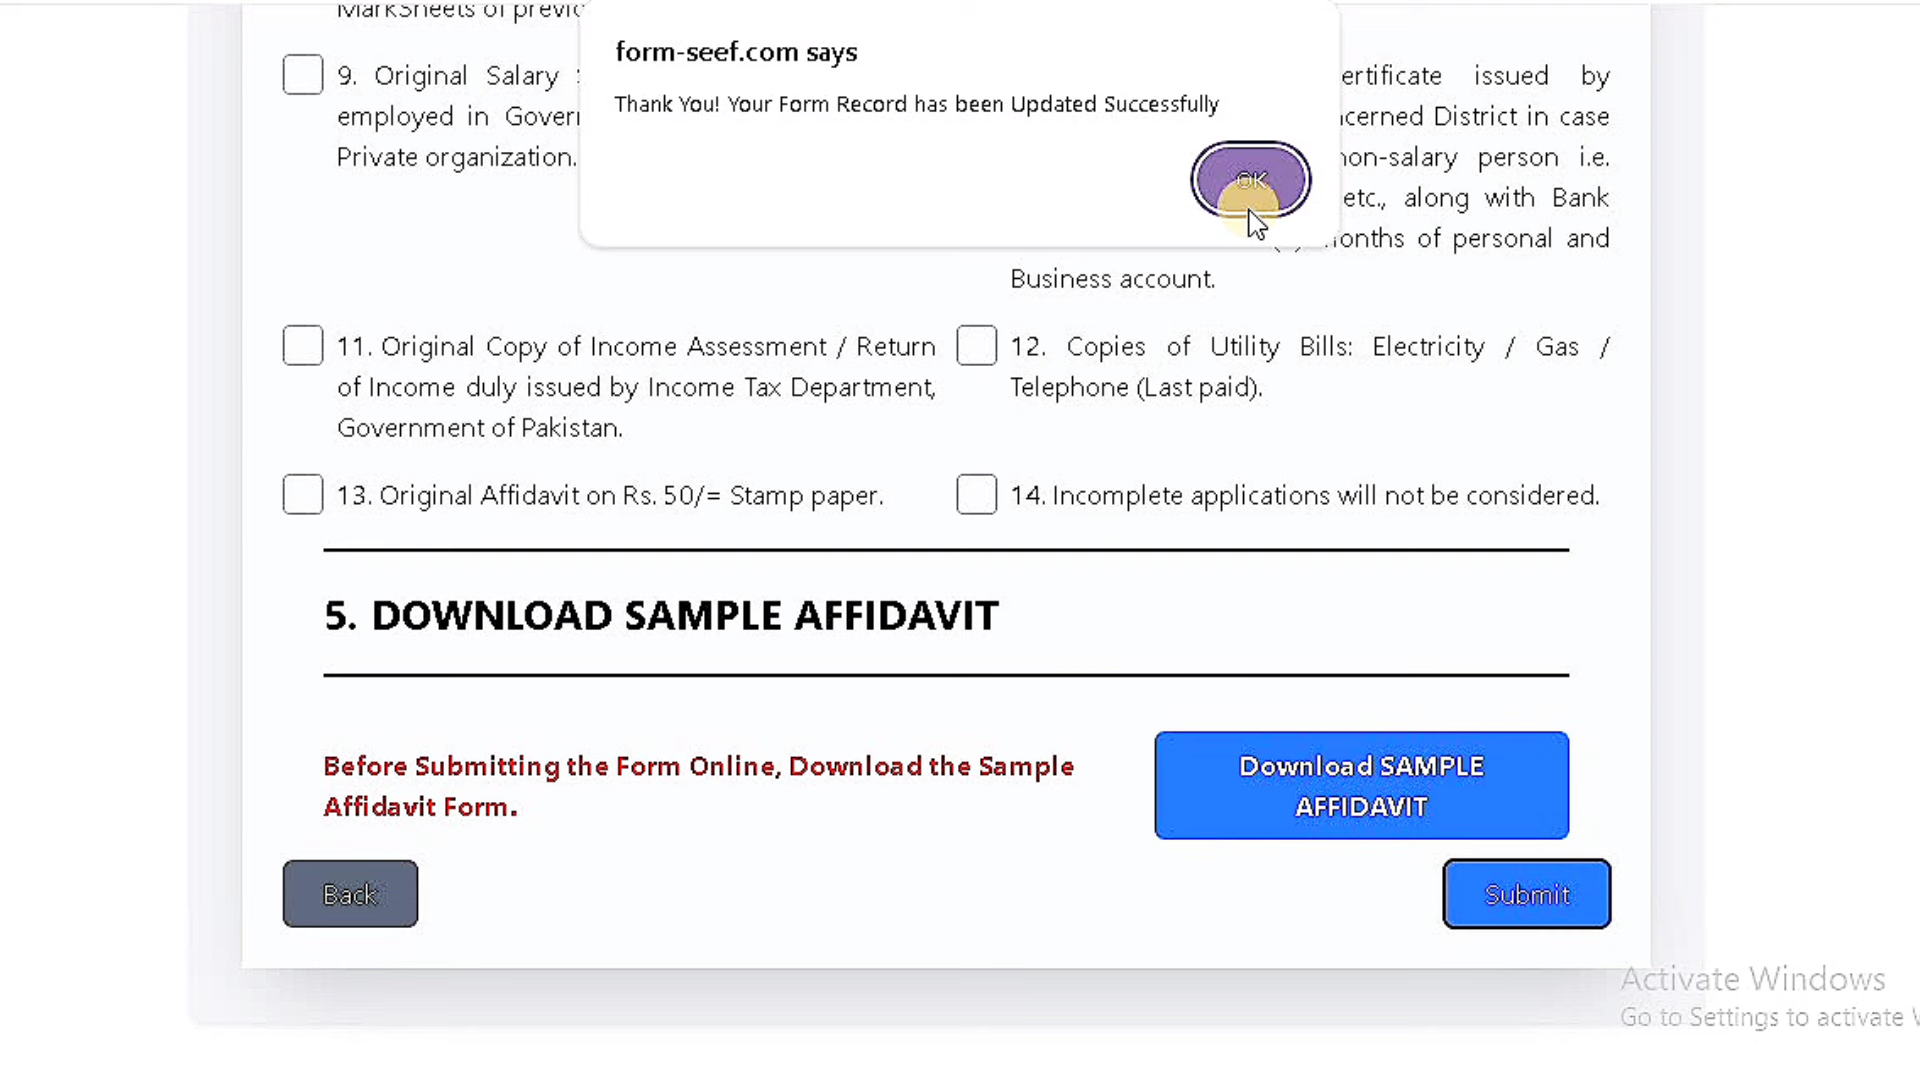 MarkSheets of
form-seef.com says
Thank You! Your Form Record has been Updated Successfully
OK
9. Original Salary
employed in
Private organization.
issued by
District in case
non-salary person i.e.
etc., along with Bank
months of personal and
Business account.
11. Original Copy of Income Assessment / Return
of Income duly issued by Income Tax Department,
Government of Pakistan.
12. Copies of Utility Bills: Electricity / Gas /
Telephone (Last paid).
13. Original Affidavit on Rs. 50/= Stamp paper.
14. Incomplete applications will not be considered.
5. DOWNLOAD SAMPLE AFFIDAVIT
Before Submitting the Form Online, Download the Sample
Affidavit Form.
Download SAMPLE
AFFIDAVIT
Back
Submit
Activate Windows
Go to Settings to activate